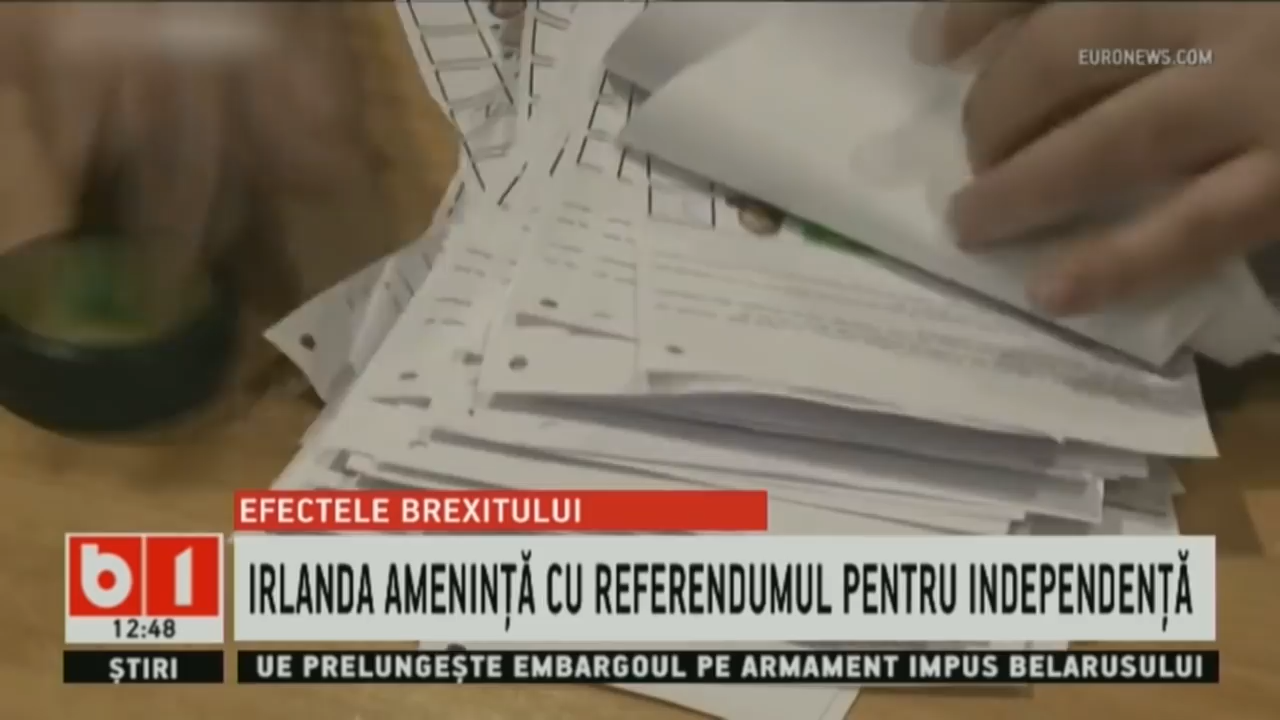 EURONEWS.COM
EFECTELE BREXITULUI
b1
IRLANDA AMENINȚĂ CU REFERENDUMUL PENTRU INDEPENDENȚĂ
12:48
ȘTIRI
UE PRELUNGEȘTE EMBARGOUL PE ARMAMENT IMPUS BELARUSULUI